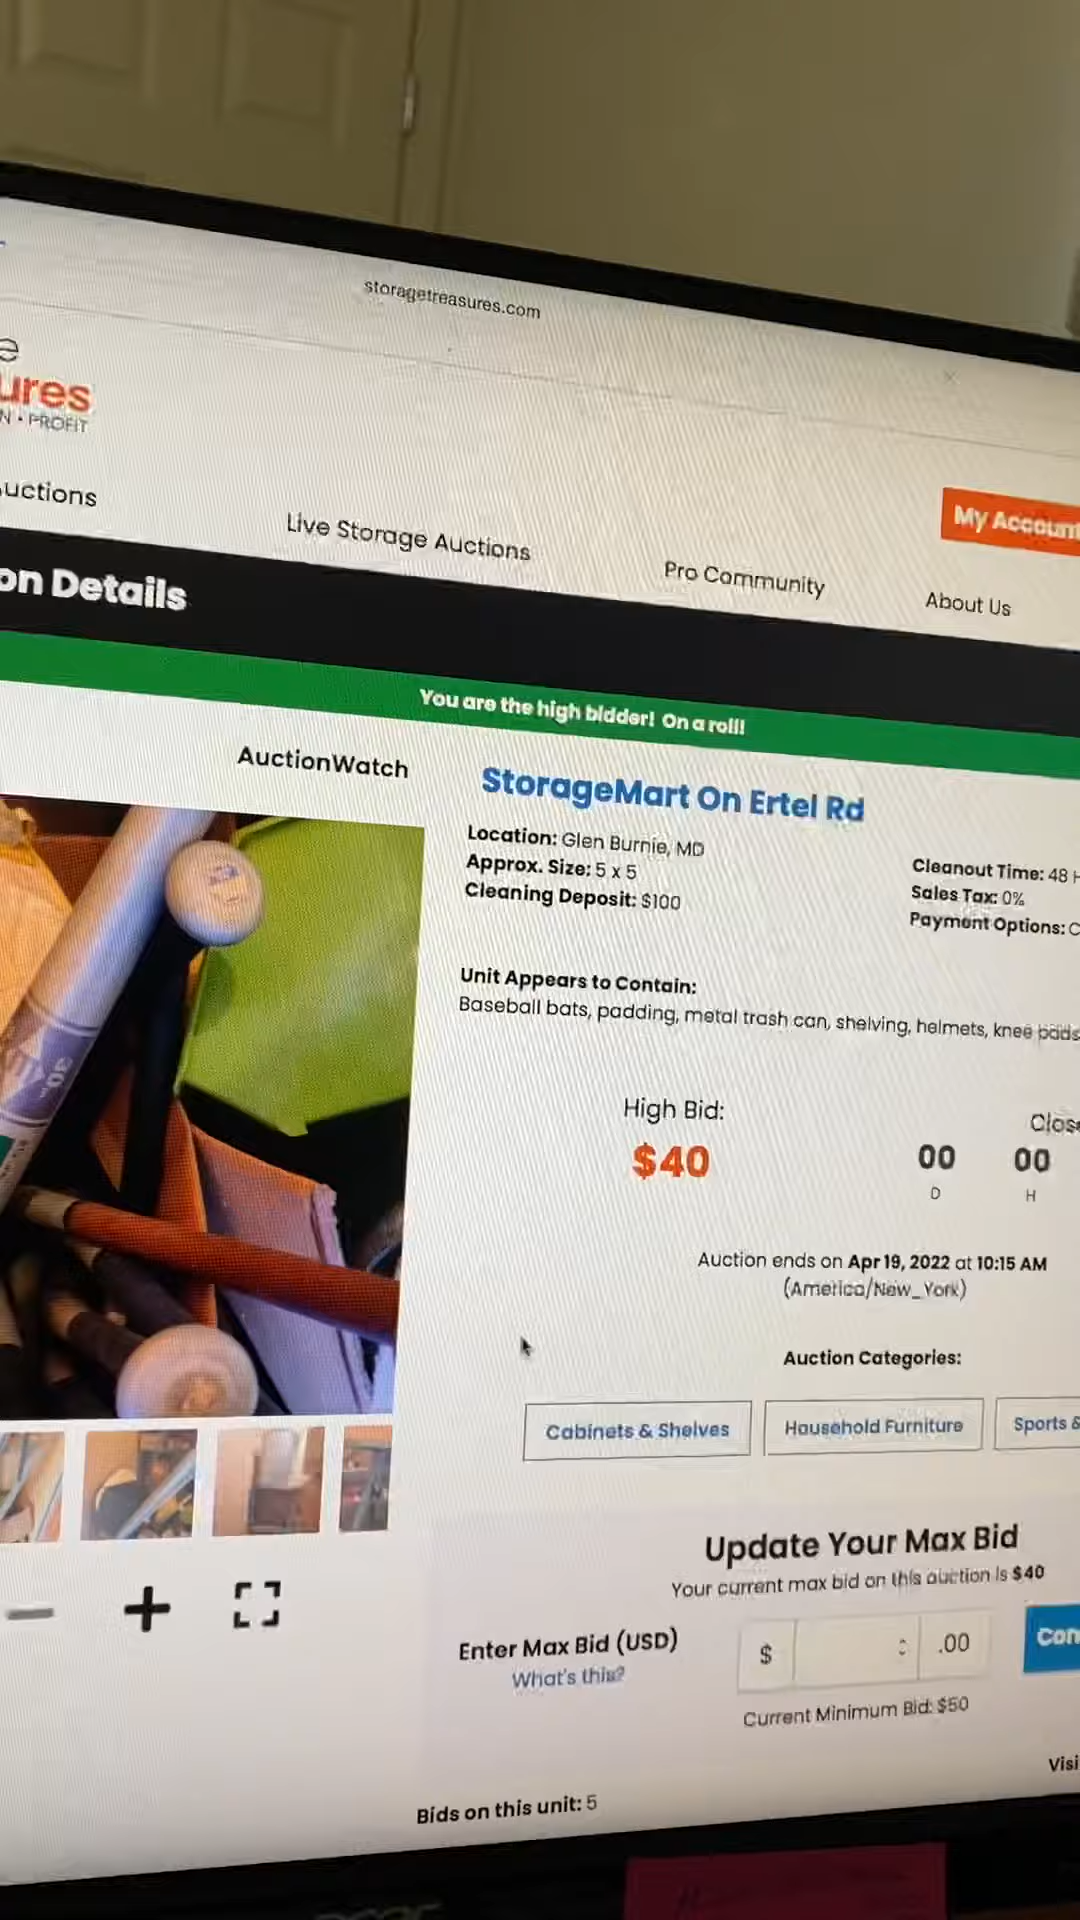 storagetreasures.com
ures
N • PROFIT
uctions
Live Storage Auctions
Pro Community
About Us
My Account
on Details
You are the high bidder! On a roll!
AuctionWatch
StorageMart On Ertel Rd
Location: Glen Burnie, MD
Approx. Size: 5 x 5
Cleaning Deposit: $100
Cleanout Time: 48 H
Sales Tax: 0%
Payment Options: C
Unit Appears to Contain:
Baseball bats, padding, metal trash can, shelving, helmets, knee pads
High Bid:
$40
Close
00 00
D H
Auction ends on Apr 19, 2022 at 10:15 AM
(America/New_York)
Auction Categories:
Cabinets & Shelves
Household Furniture
Sports &
Update Your Max Bid
Your current max bid on this auction is $40
Enter Max Bid (USD)
What's this?
$ .00
Con
Current Minimum Bid: $50
Visi
Bids on this unit: 5